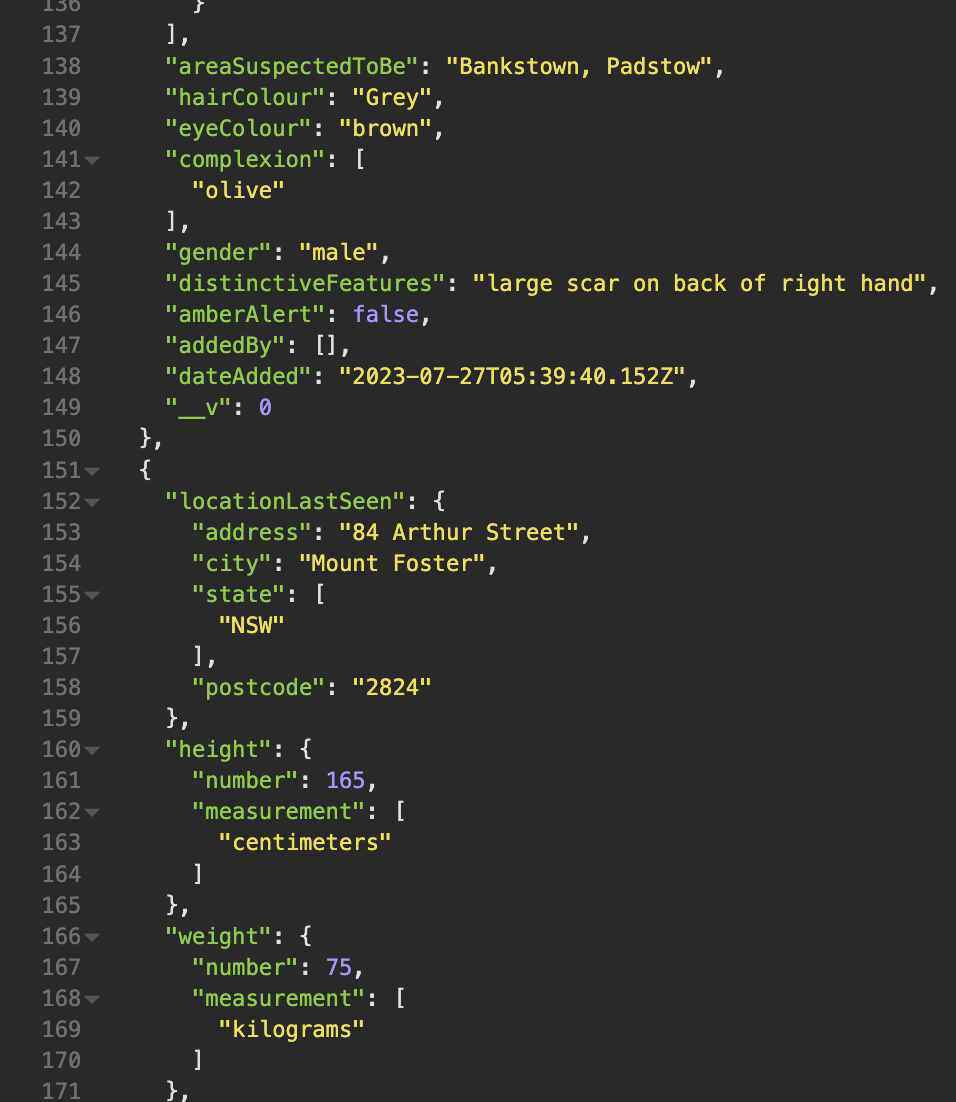 136 }
137 ],
138 "areaSuspectedToBe": "Bankstown, Padstow",
139 "hairColour": "Grey",
140 "eyeColour": "brown",
141 "complexion": [
142 "olive"
143 ],
144 "gender": "male",
145 "distinctiveFeatures": "large scar on back of right hand",
146 "amberAlert": false,
147 "addedBy": [],
148 "dateAdded": "2023-07-27T05:39:40.152Z",
149 "__v": 0
150 },
151 {
152 "locationLastSeen": {
153 "address": "84 Arthur Street",
154 "city": "Mount Foster",
155 "state": [
156 "NSW"
157 ],
158 "postcode": "2824"
159 },
160 "height": {
161 "number": 165,
162 "measurement": [
163 "centimeters"
164 ]
165 },
166 "weight": {
167 "number": 75,
168 "measurement": [
169 "kilograms"
170 ]
171 },